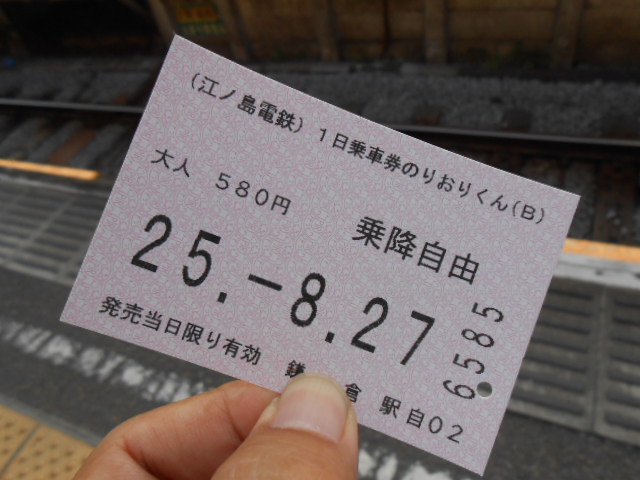 (江ノ島電鉄) 1日乗車券のりおりくん(B)
大人 580円 乗降自由
25.-8.27
6585
発売当日限り有効 鎌倉駅自02